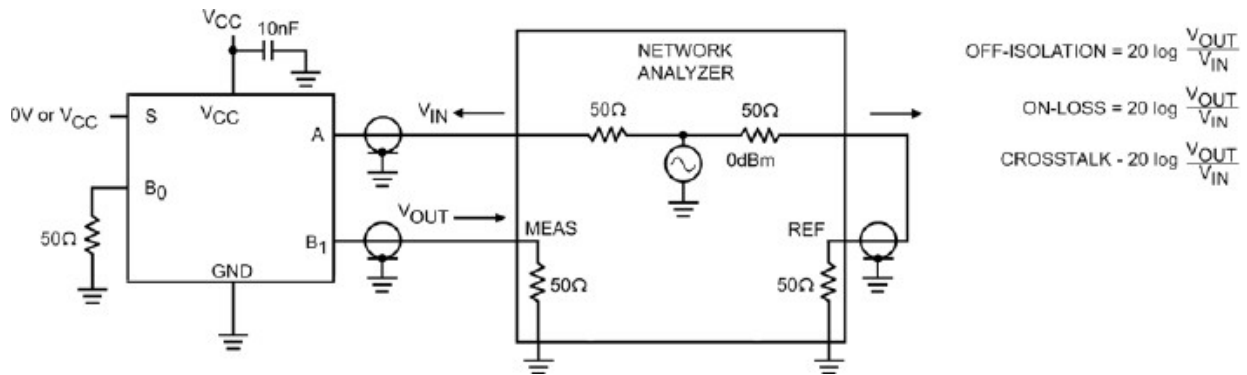 VCC
10nF
0V or VCC
S
VCC
A
B0
50Ω
B1
GND
VIN
VOUT
NETWORK
ANALYZER
50Ω
50Ω
0dBm
MEAS
REF
50Ω
50Ω
OFF-ISOLATION = 20 log VOUT/VIN
ON-LOSS = 20 log VOUT/VIN
CROSSTALK - 20 log VOUT/VIN